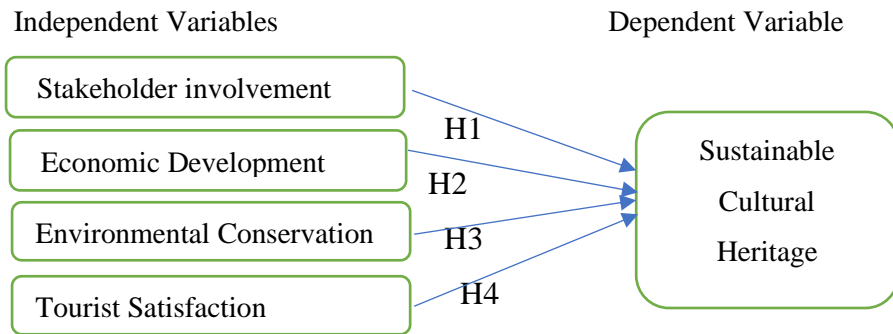 Independent Variables
Dependent Variable
Stakeholder involvement
H1
Economic Development
H2
Environmental Conservation
H3
Tourist Satisfaction
H4
Sustainable
Cultural
Heritage